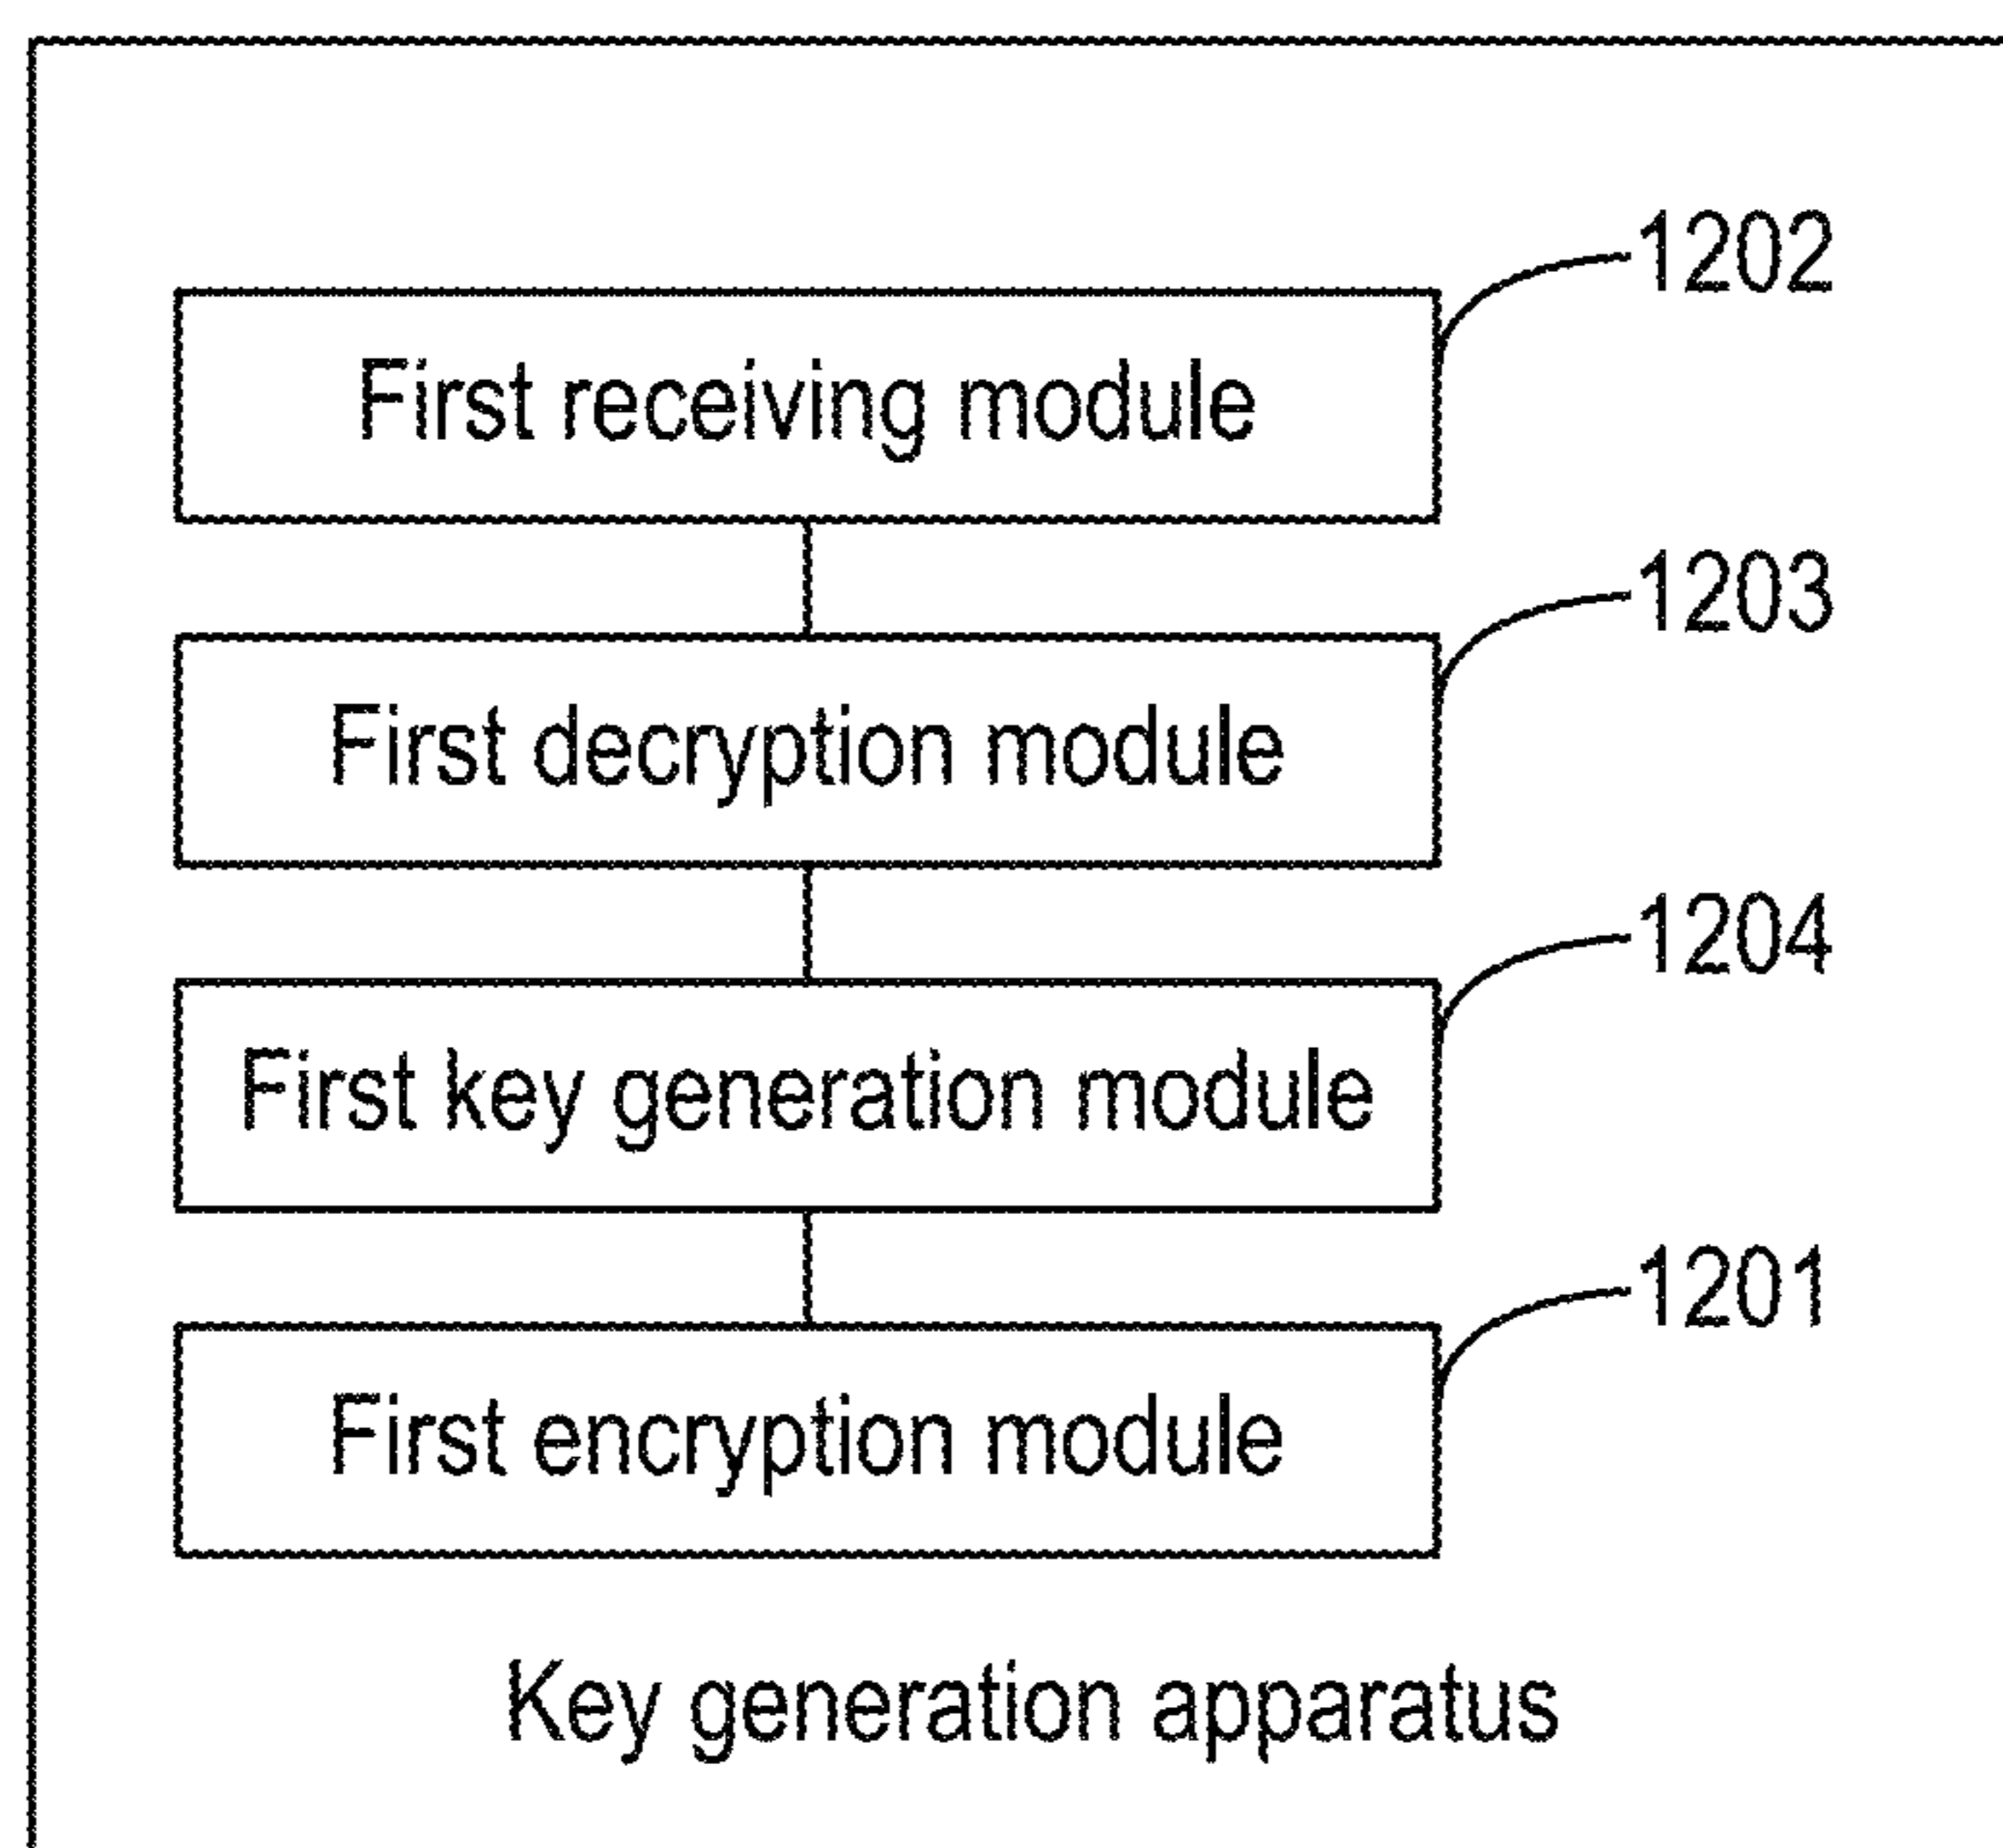 1202
First receiving module
1203
First decryption module
1204
First key generation module
1201
First encryption module
Key generation apparatus